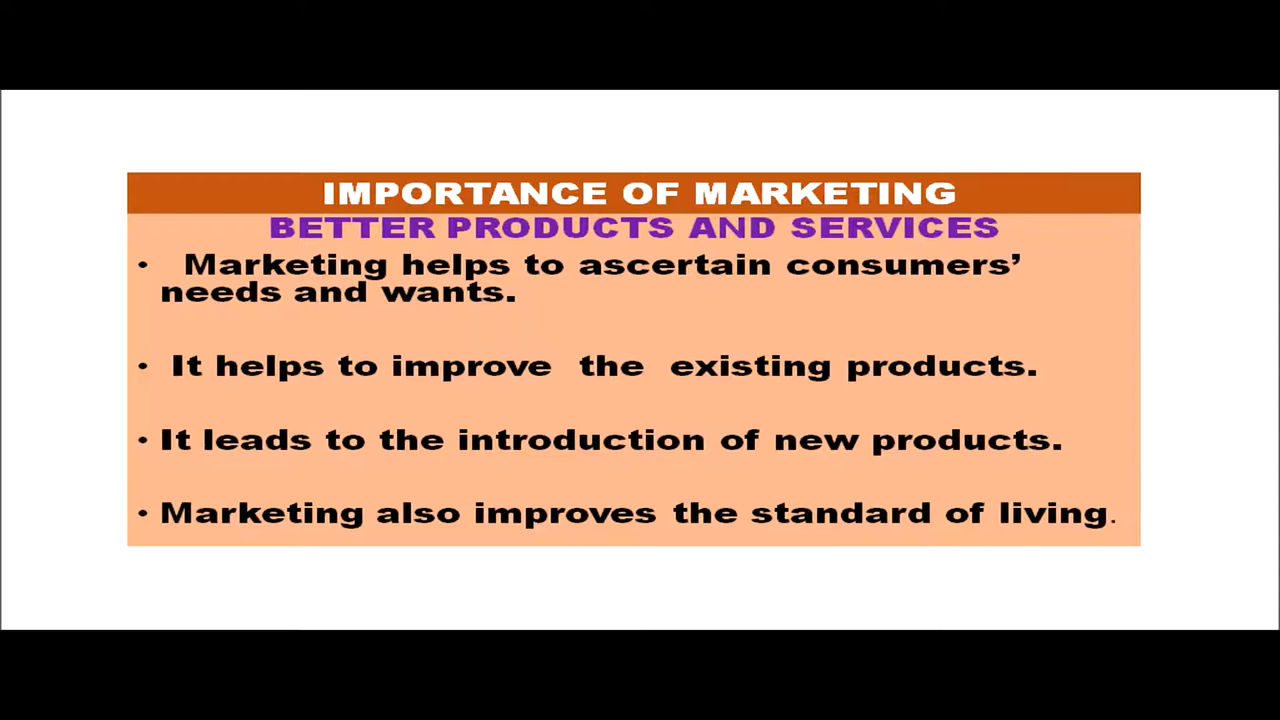 IMPORTANCE OF MARKETING
BETTER PRODUCTS AND SERVICES
• Marketing helps to ascertain consumers’
needs and wants.
• It helps to improve the existing products.
• It leads to the introduction of new products.
• Marketing also improves the standard of living.